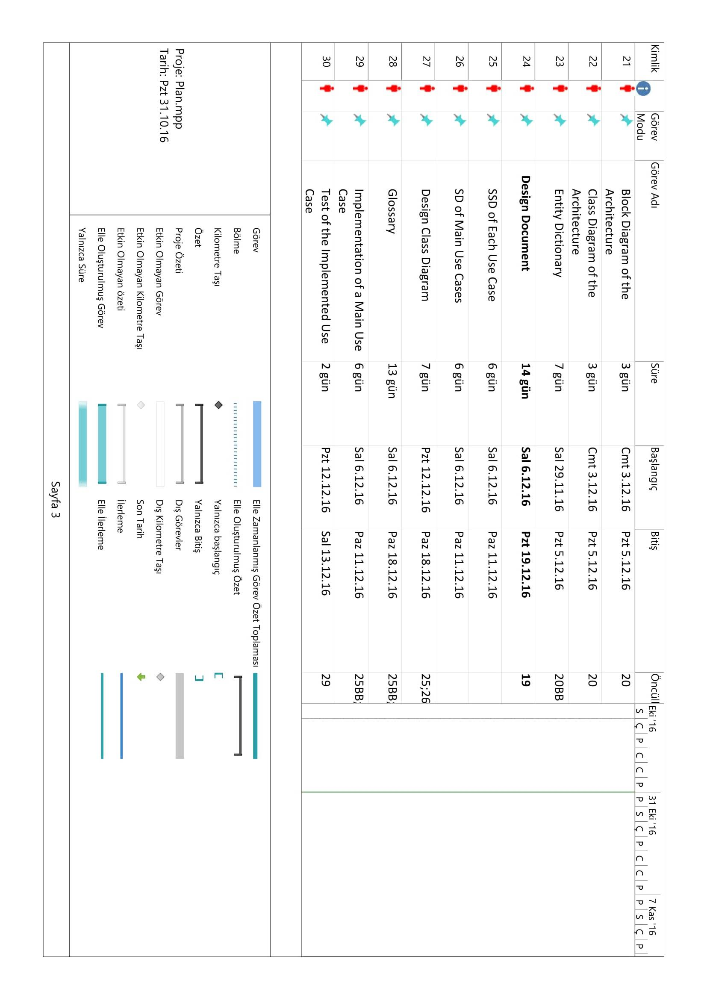 Kimlik Görev Modu Görev Adı Süre Başlangıç Bitiş Öncüll
Eki '16 31 Eki '16 7 Kas '16
S Ç P C C P P S Ç P C C P P S Ç P
21 Block Diagram of the Architecture 3 gün Cmt 3.12.16 Pzt 5.12.16 20
22 Class Diagram of the Architecture 3 gün Cmt 3.12.16 Pzt 5.12.16 20
23 Entity Dictionary 7 gün Sal 29.11.16 Pzt 5.12.16 20BB
24 Design Document 14 gün Sal 6.12.16 Pzt 19.12.16 19
25 SSD of Each Use Case 6 gün Sal 6.12.16 Paz 11.12.16
26 SD of Main Use Cases 6 gün Sal 6.12.16 Paz 11.12.16
27 Design Class Diagram 7 gün Pzt 12.12.16 Paz 18.12.16 25;26
28 Glossary 13 gün Sal 6.12.16 Paz 18.12.16 25BB;
29 Implementation of a Main Use Case 6 gün Sal 6.12.16 Paz 11.12.16 25BB;
30 Test of the Implemented Use Case 2 gün Pzt 12.12.16 Sal 13.12.16 29
Proje: Plan.mpp
Tarih: Pzt 31.10.16
Görev
Bölme
Kilometre Taşı
Özet
Proje Özeti
Etkin Olmayan Görev
Etkin Olmayan Kilometre Taşı
Etkin Olmayan özeti
Elle Oluşturulmuş Görev
Yalnızca Süre
Elle Zamanlanmış Görev Özet Toplaması
Elle Oluşturulmuş Özet
Yalnızca başlangıç
Yalnızca Bitiş
Dış Görevler
Dış Kilometre Taşı
Son Tarih
İlerleme
Elle İlerleme
Sayfa 3